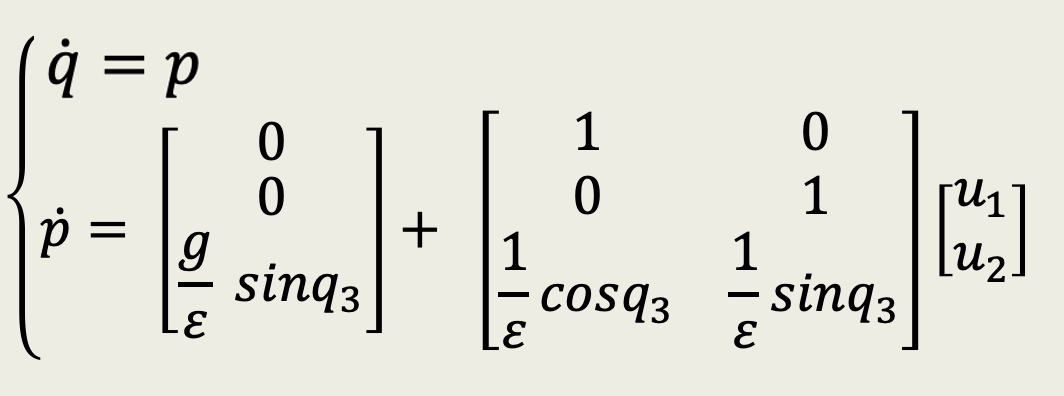 q̇ = p
ṗ = [0; 0; g/ε sinq₃] + [1 0; 0 1; 1/ε cosq₃ 1/ε sinq₃] [u₁; u₂]